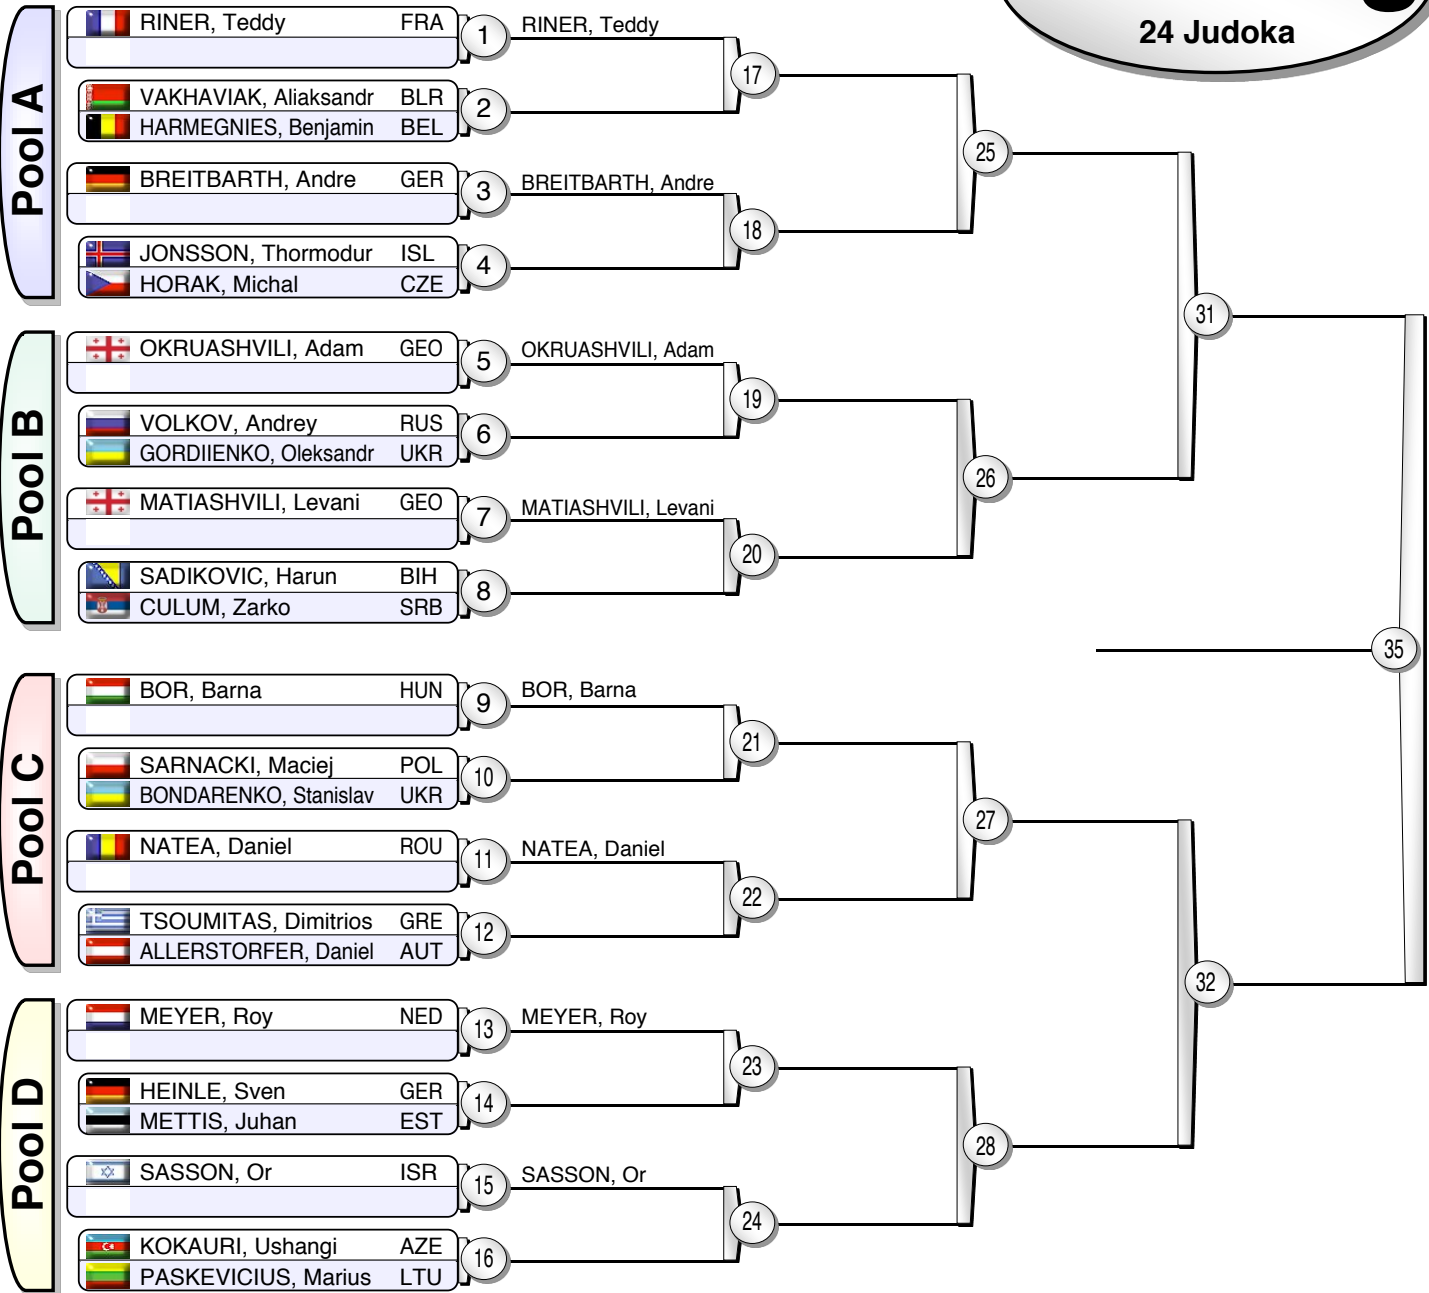 24 Judoka
Pool A
RINER, Teddy FRA 1 RINER, Teddy
17
VAKHAVIAK, Aliaksandr BLR 2
HARMEGNIES, Benjamin BEL
25
BREITBARTH, Andre GER 3 BREITBARTH, Andre
18
JONSSON, Thormodur ISL 4
HORAK, Michal CZE
31
Pool B
OKRUASHVILI, Adam GEO 5 OKRUASHVILI, Adam
19
VOLKOV, Andrey RUS 6
GORDIIENKO, Oleksandr UKR
26
MATIASHVILI, Levani GEO 7 MATIASHVILI, Levani
20
SADIKOVIC, Harun BIH 8
CULUM, Zarko SRB
35
Pool C
BOR, Barna HUN 9 BOR, Barna
21
SARNACKI, Maciej POL 10
BONDARENKO, Stanislav UKR
27
NATEA, Daniel ROU 11 NATEA, Daniel
22
TSOUMITAS, Dimitrios GRE 12
ALLERSTORFER, Daniel AUT
32
Pool D
MEYER, Roy NED 13 MEYER, Roy
23
HEINLE, Sven GER 14
METTIS, Juhan EST
28
SASSON, Or ISR 15 SASSON, Or
24
KOKAURI, Ushangi AZE 16
PASKEVICIUS, Marius LTU